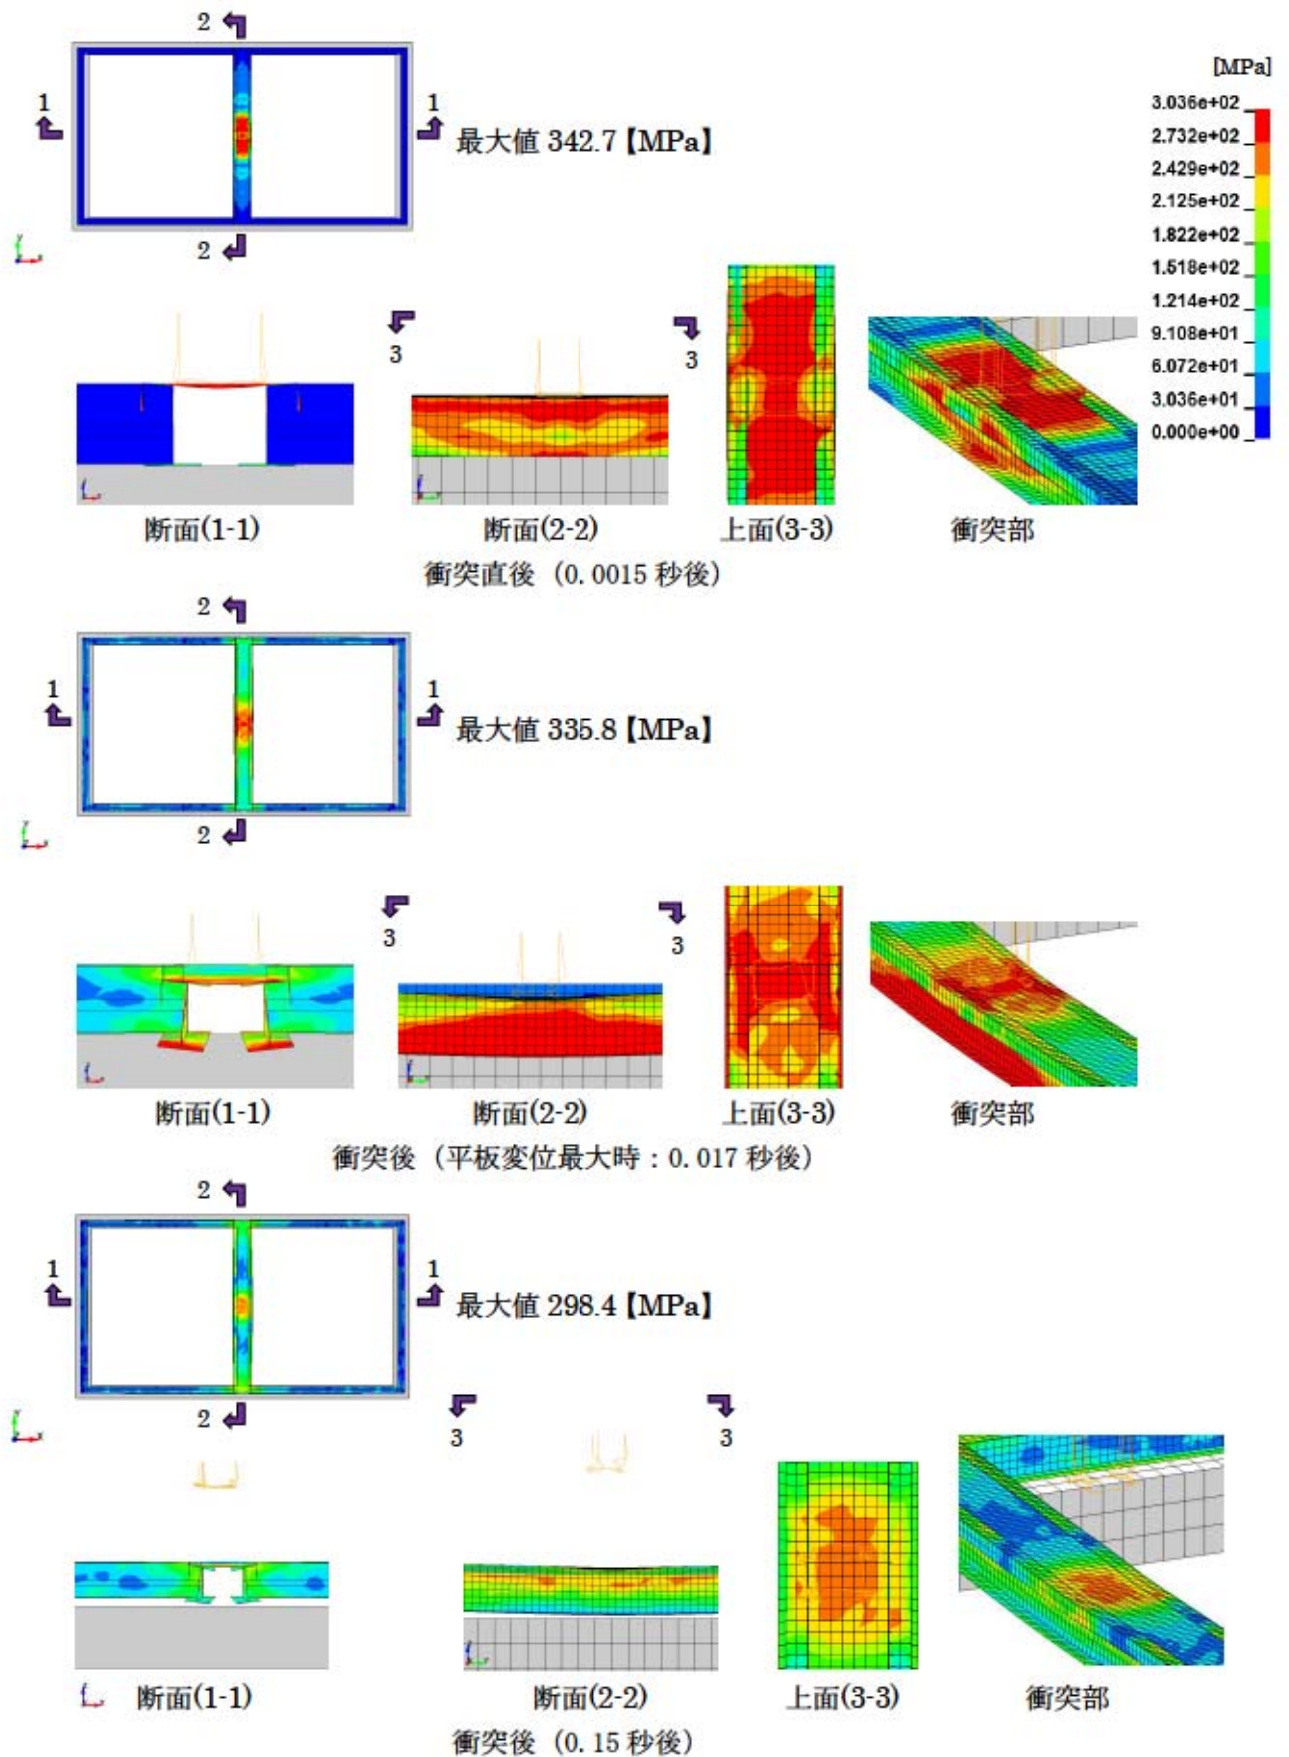 2
1
1
最大値 342.7【MPa】
2
[MPa]
3.036e+02
2.732e+02
2.429e+02
2.125e+02
1.822e+02
1.518e+02
1.214e+02
9.108e+01
6.072e+01
3.036e+01
0.000e+00
3
3
断面(1-1)
断面(2-2)
上面(3-3)
衝突部
衝突直後（0.0015 秒後）
2
1
1
最大値 335.8【MPa】
2
3
3
断面(1-1)
断面(2-2)
上面(3-3)
衝突部
衝突後（平板変位最大時：0.017 秒後）
2
1
1
最大値 298.4【MPa】
2
3
3
断面(1-1)
断面(2-2)
上面(3-3)
衝突部
衝突後（0.15 秒後）